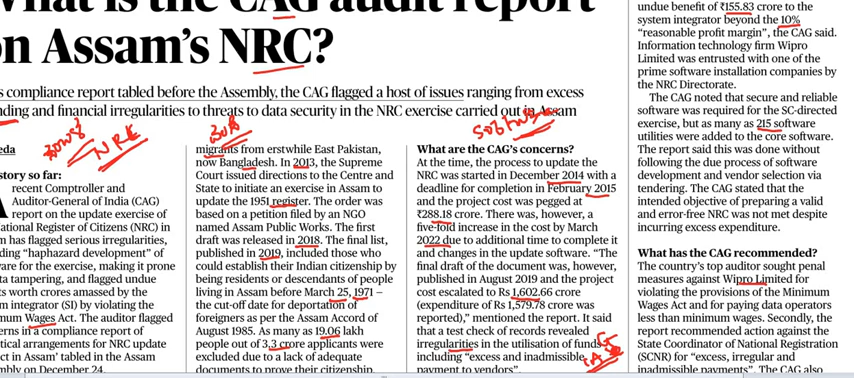 What is the CAG audit report
on Assam's NRC?
s compliance report tabled before the Assembly, the CAG flagged a host of issues ranging from excess
nding and financial irregularities to threats to data security in the NRC exercise carried out in Assam
NRC
eda
story so far:
A recent Comptroller and
Auditor-General of India (CAG)
report on the update exercise of
ational Register of Citizens (NRC) in
m has flagged serious irregularities,
ding "haphazard development" of
are for the exercise, making it prone
ta tampering, and flagged undue
ts worth crores amassed by the
m integrator (SI) by violating the
mum Wages Act. The auditor flagged
erns in a compliance report of
tical arrangements for NRC update
ct in Assam' tabled in the Assam
mbly on December 24.
migrants from erstwhile East Pakistan,
now Bangladesh. In 2013, the Supreme
Court issued directions to the Centre and
State to initiate an exercise in Assam to
update the 1951 register. The order was
based on a petition filed by an NGO
named Assam Public Works. The first
draft was released in 2018. The final list,
published in 2019, included those who
could establish their Indian citizenship by
being residents or descendants of people
living in Assam before March 25, 1971 –
the cut-off date for deportation of
foreigners as per the Assam Accord of
August 1985. As many as 19.06 lakh
people out of 3.3 crore applicants were
excluded due to a lack of adequate
documents to prove their citizenship.
What are the CAG's concerns?
At the time, the process to update the
NRC was started in December 2014 with a
deadline for completion in February 2015
and the project cost was pegged at
₹288.18 crore. There was, however, a
five-fold increase in the cost by March
2022 due to additional time to complete it
and changes in the update software. "The
final draft of the document was, however,
published in August 2019 and the project
cost escalated to Rs 1,602.66 crore
(expenditure of Rs 1,579.78 crore was
reported)," mentioned the report. It said
that a test check of records revealed
irregularities in the utilisation of funds
including "excess and inadmissible
payment to vendors".
undue benefit of ₹155.83 crore to the
system integrator beyond the 10%
"reasonable profit margin", the CAG said.
Information technology firm Wipro
Limited was entrusted with one of the
prime software installation companies by
the NRC Directorate.
The CAG noted that secure and reliable
software was required for the SC-directed
exercise, but as many as 215 software
utilities were added to the core software.
The report said this was done without
following the due process of software
development and vendor selection via
tendering. The CAG stated that the
intended objective of preparing a valid
and error-free NRC was not met despite
incurring excess expenditure.
What has the CAG recommended?
The country's top auditor sought penal
measures against Wipro Limited for
violating the provisions of the Minimum
Wages Act and for paying data operators
less than minimum wages. Secondly, the
report recommended action against the
State Coordinator of National Registration
(SCNR) for "excess, irregular and
inadmissible payments". The CAG also